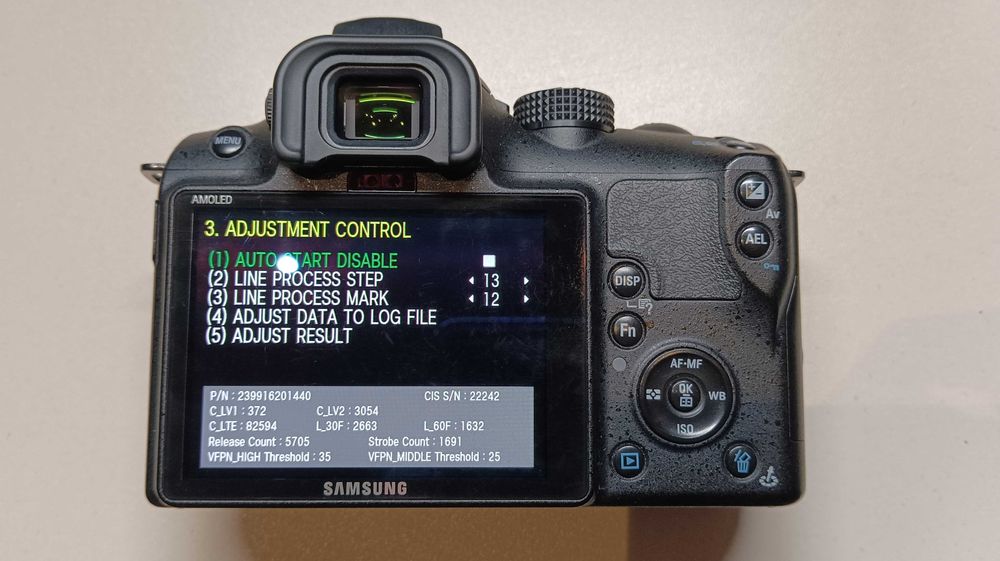 MENU
AMOLED
3. ADJUSTMENT CONTROL
(1) AUTO START DISABLE
(2) LINE PROCESS STEP 13
(3) LINE PROCESS MARK 12
(4) ADJUST DATA TO LOG FILE
(5) ADJUST RESULT
P/N : 239916201440 CIS S/N : 22242
C_LV1 : 372 C_LV2 : 3054
C_LTE : 82594 L_30F : 2663 L_60F : 1632
Release Count : 5705 Strobe Count : 1691
VFPN_HIGH Threshold : 35 VFPN_MIDDLE Threshold : 25
SAMSUNG
Av
AEL
DISP
Fn
AF·MF
OK
WB
ISO